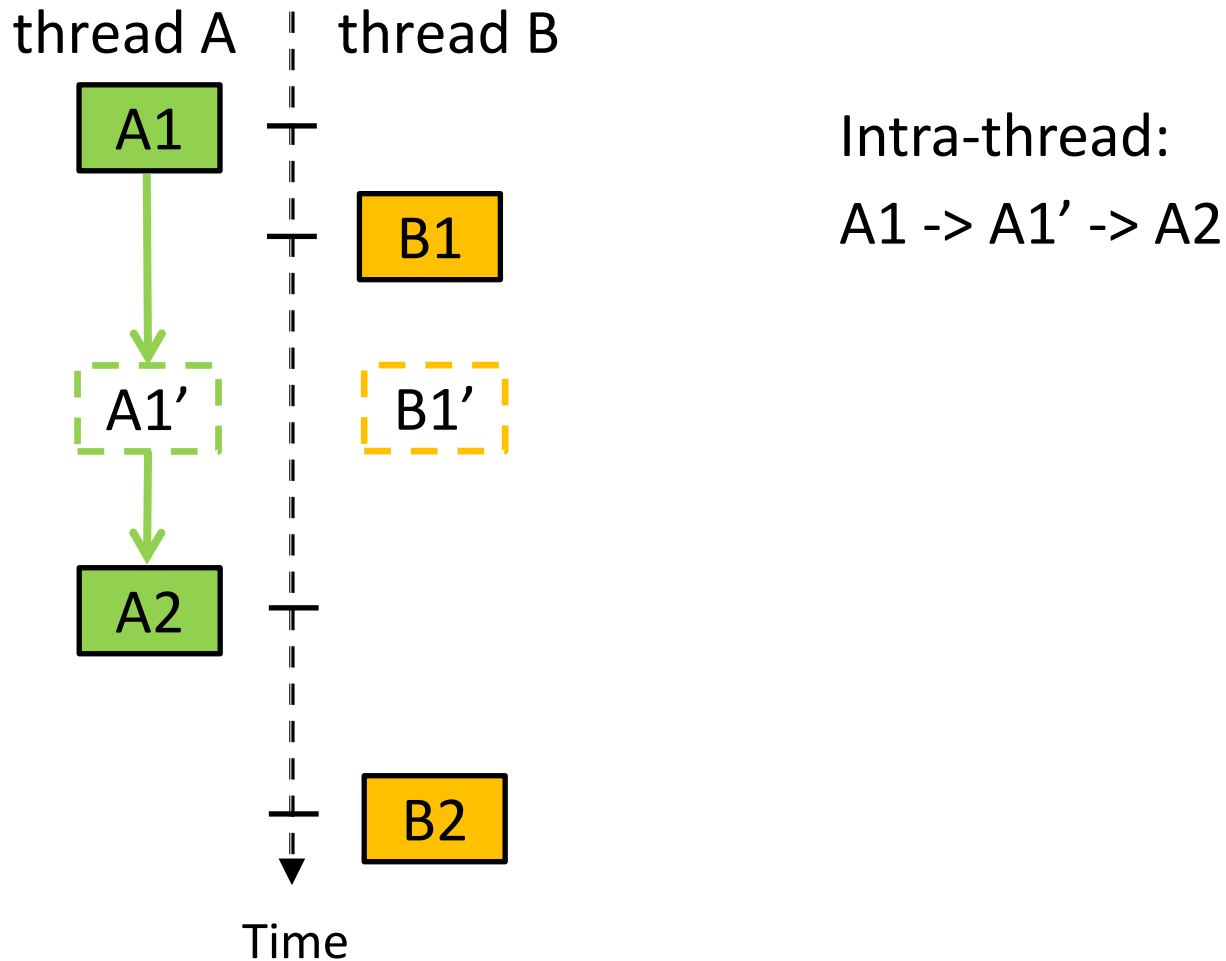 thread A
thread B
A1
B1
A1’
B1’
A2
B2
Time
Intra-thread:
A1 -> A1’ -> A2